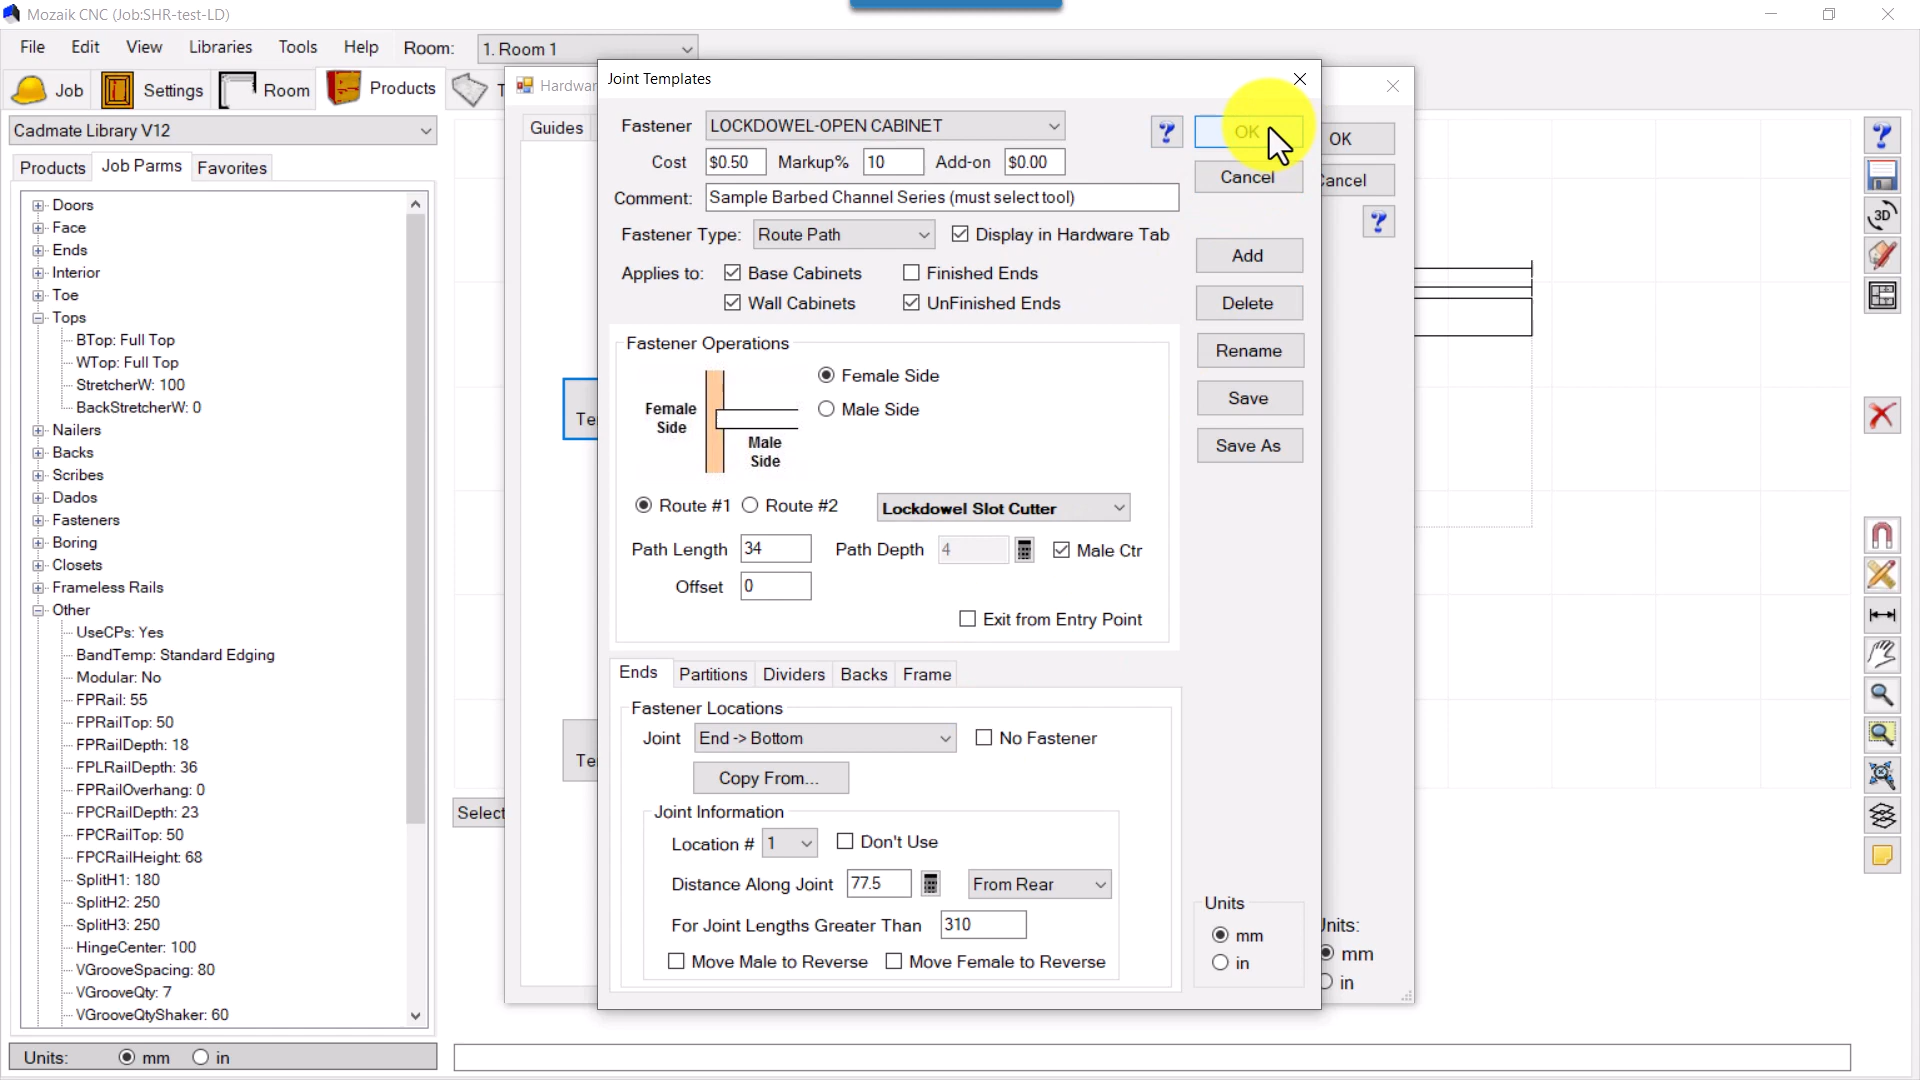 Mozaik CNC (Job:SHR-test-LD)
File Edit View Libraries Tools Help Room: 1. Room 1
Job Settings Room Products
Cadmate Library V12
Products Job Parms Favorites
Doors
Face
Ends
Interior
Toe
Tops
BTop: Full Top
WTop: Full Top
StretcherW: 100
BackStretcherW: 0
Nailers
Backs
Scribes
Dados
Fasteners
Boring
Closets
Frameless Rails
Other
UseCPs: Yes
BandTemp: Standard Edging
Modular: No
FPRail: 55
FPRailTop: 50
FPRailDepth: 18
FPLRailDepth: 36
FPRailOverhang: 0
FPCRailDepth: 23
FPCRailTop: 50
FPCRailHeight: 68
SplitH1: 180
SplitH2: 250
SplitH3: 250
HingeCenter: 100
VGrooveSpacing: 80
VGrooveQty: 7
VGrooveQtyShaker: 60
Units: mm in
Select
Hardwar
Guides
Te
Te
OK
Cancel
?
Units:
mm
in
Joint Templates
Fastener LOCKDOWEL-OPEN CABINET ? OK
Cost $0.50 Markup% 10 Add-on $0.00
Cancel
Comment: Sample Barbed Channel Series (must select tool)
Fastener Type: Route Path Display in Hardware Tab
Add
Applies to: Base Cabinets Finished Ends
Wall Cabinets UnFinished Ends
Delete
Rename
Save
Save As
Fastener Operations
Female Side
Male Side
Female
Side
Male
Side
Route #1 Route #2 Lockdowel Slot Cutter
Path Length 34 Path Depth 4 Male Ctr
Offset 0
Exit from Entry Point
Ends Partitions Dividers Backs Frame
Fastener Locations
Joint End -> Bottom No Fastener
Copy From...
Joint Information
Location # 1 Don't Use
Distance Along Joint 77.5 From Rear
For Joint Lengths Greater Than 310
Move Male to Reverse Move Female to Reverse
Units
mm
in
?
3D